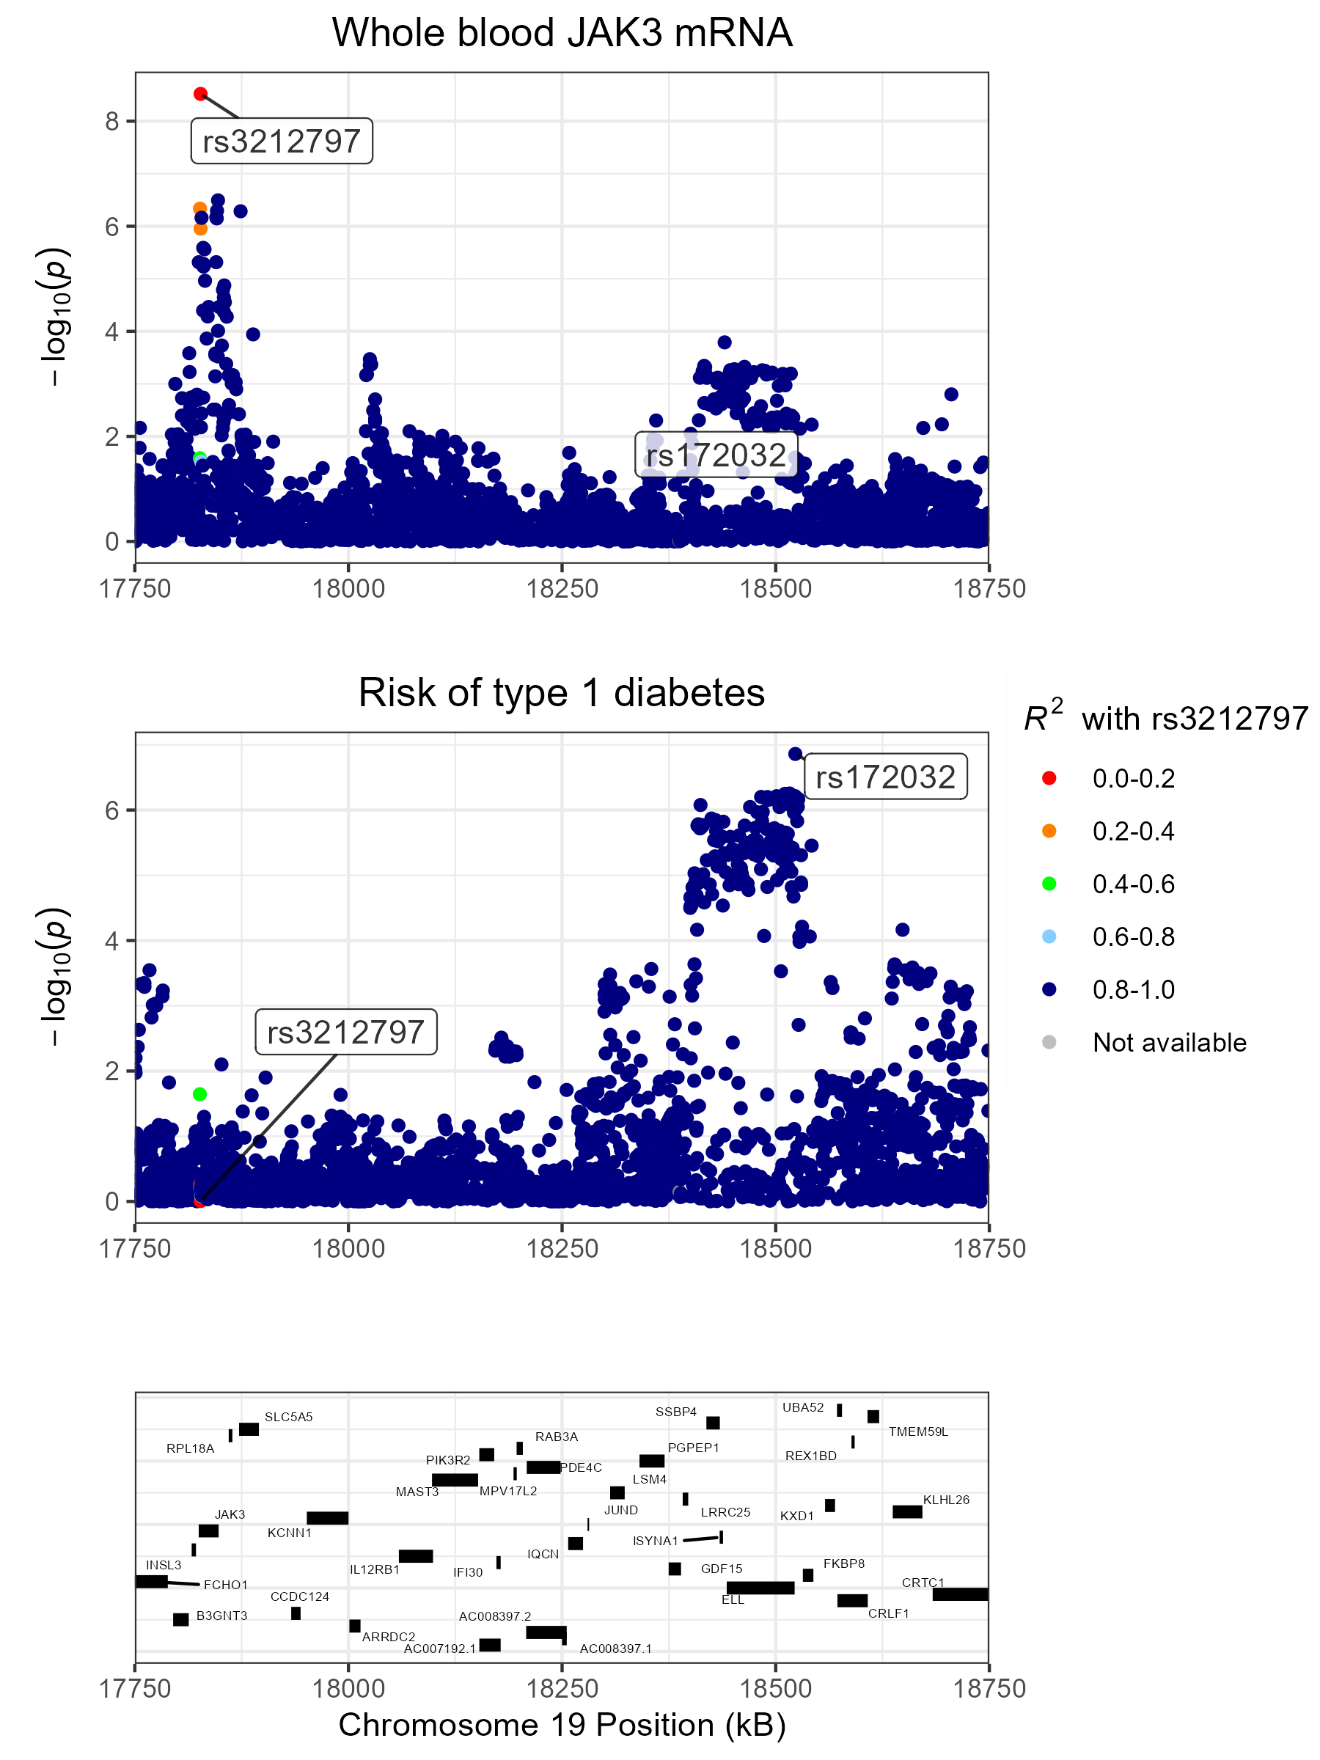 Whole blood JAK3 mRNA
8
6
4
2
0
− log10(p)
rs3212797
rs172032
17750 18000 18250 18500 18750
Risk of type 1 diabetes
6
4
2
0
− log10(p)
rs172032
rs3212797
17750 18000 18250 18500 18750
R2 with rs3212797
0.0-0.2
0.2-0.4
0.4-0.6
0.6-0.8
0.8-1.0
Not available
UBA52
SSBP4
SLC5A5
TMEM59L
RAB3A
RPL18A
PGPEP1
REX1BD
PIK3R2
PDE4C
LSM4
MAST3 MPV17L2
KLHL26
JUND
LRRC25
KXD1
JAK3
KCNN1
ISYNA1
IQCN
INSL3
IL12RB1
IFI30
GDF15
FKBP8
FCHO1
CRTC1
CCDC124
ELL
CRLF1
B3GNT3
AC008397.2
ARRDC2
AC007192.1
AC008397.1
17750 18000 18250 18500 18750
Chromosome 19 Position (kB)